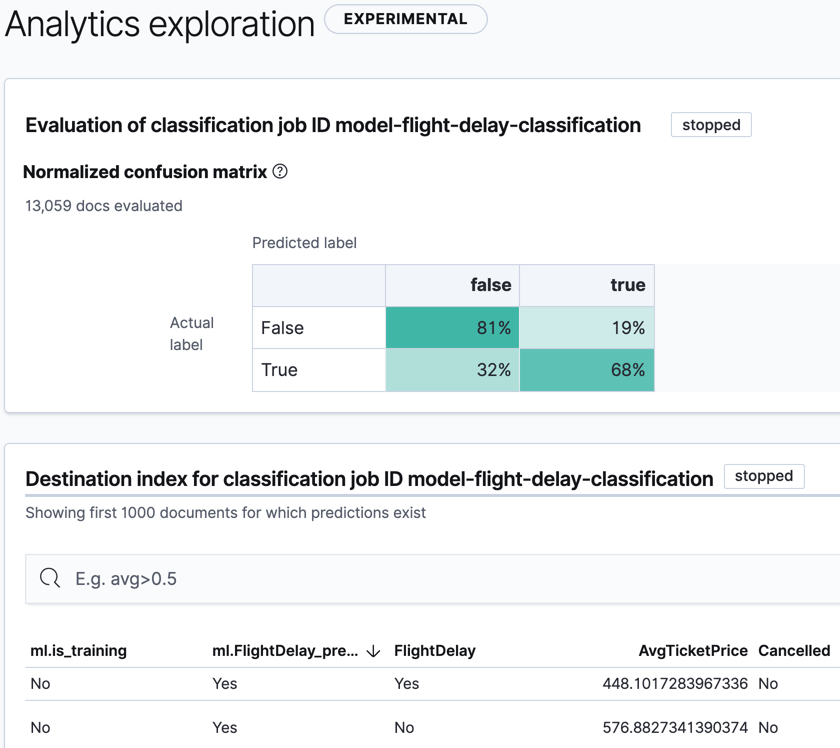 Analytics exploration EXPERIMENTAL
Evaluation of classification job ID model-flight-delay-classification stopped
Normalized confusion matrix ?
13,059 docs evaluated
Predicted label
false true
Actual label
False 81% 19%
True 32% 68%
Destination index for classification job ID model-flight-delay-classification stopped
Showing first 1000 documents for which predictions exist
E.g. avg>0.5
ml.is_training ml.FlightDelay_pre... ↓ FlightDelay AvgTicketPrice Cancelled
No Yes Yes 448.1017283967336 No
No Yes No 576.8827341390374 No